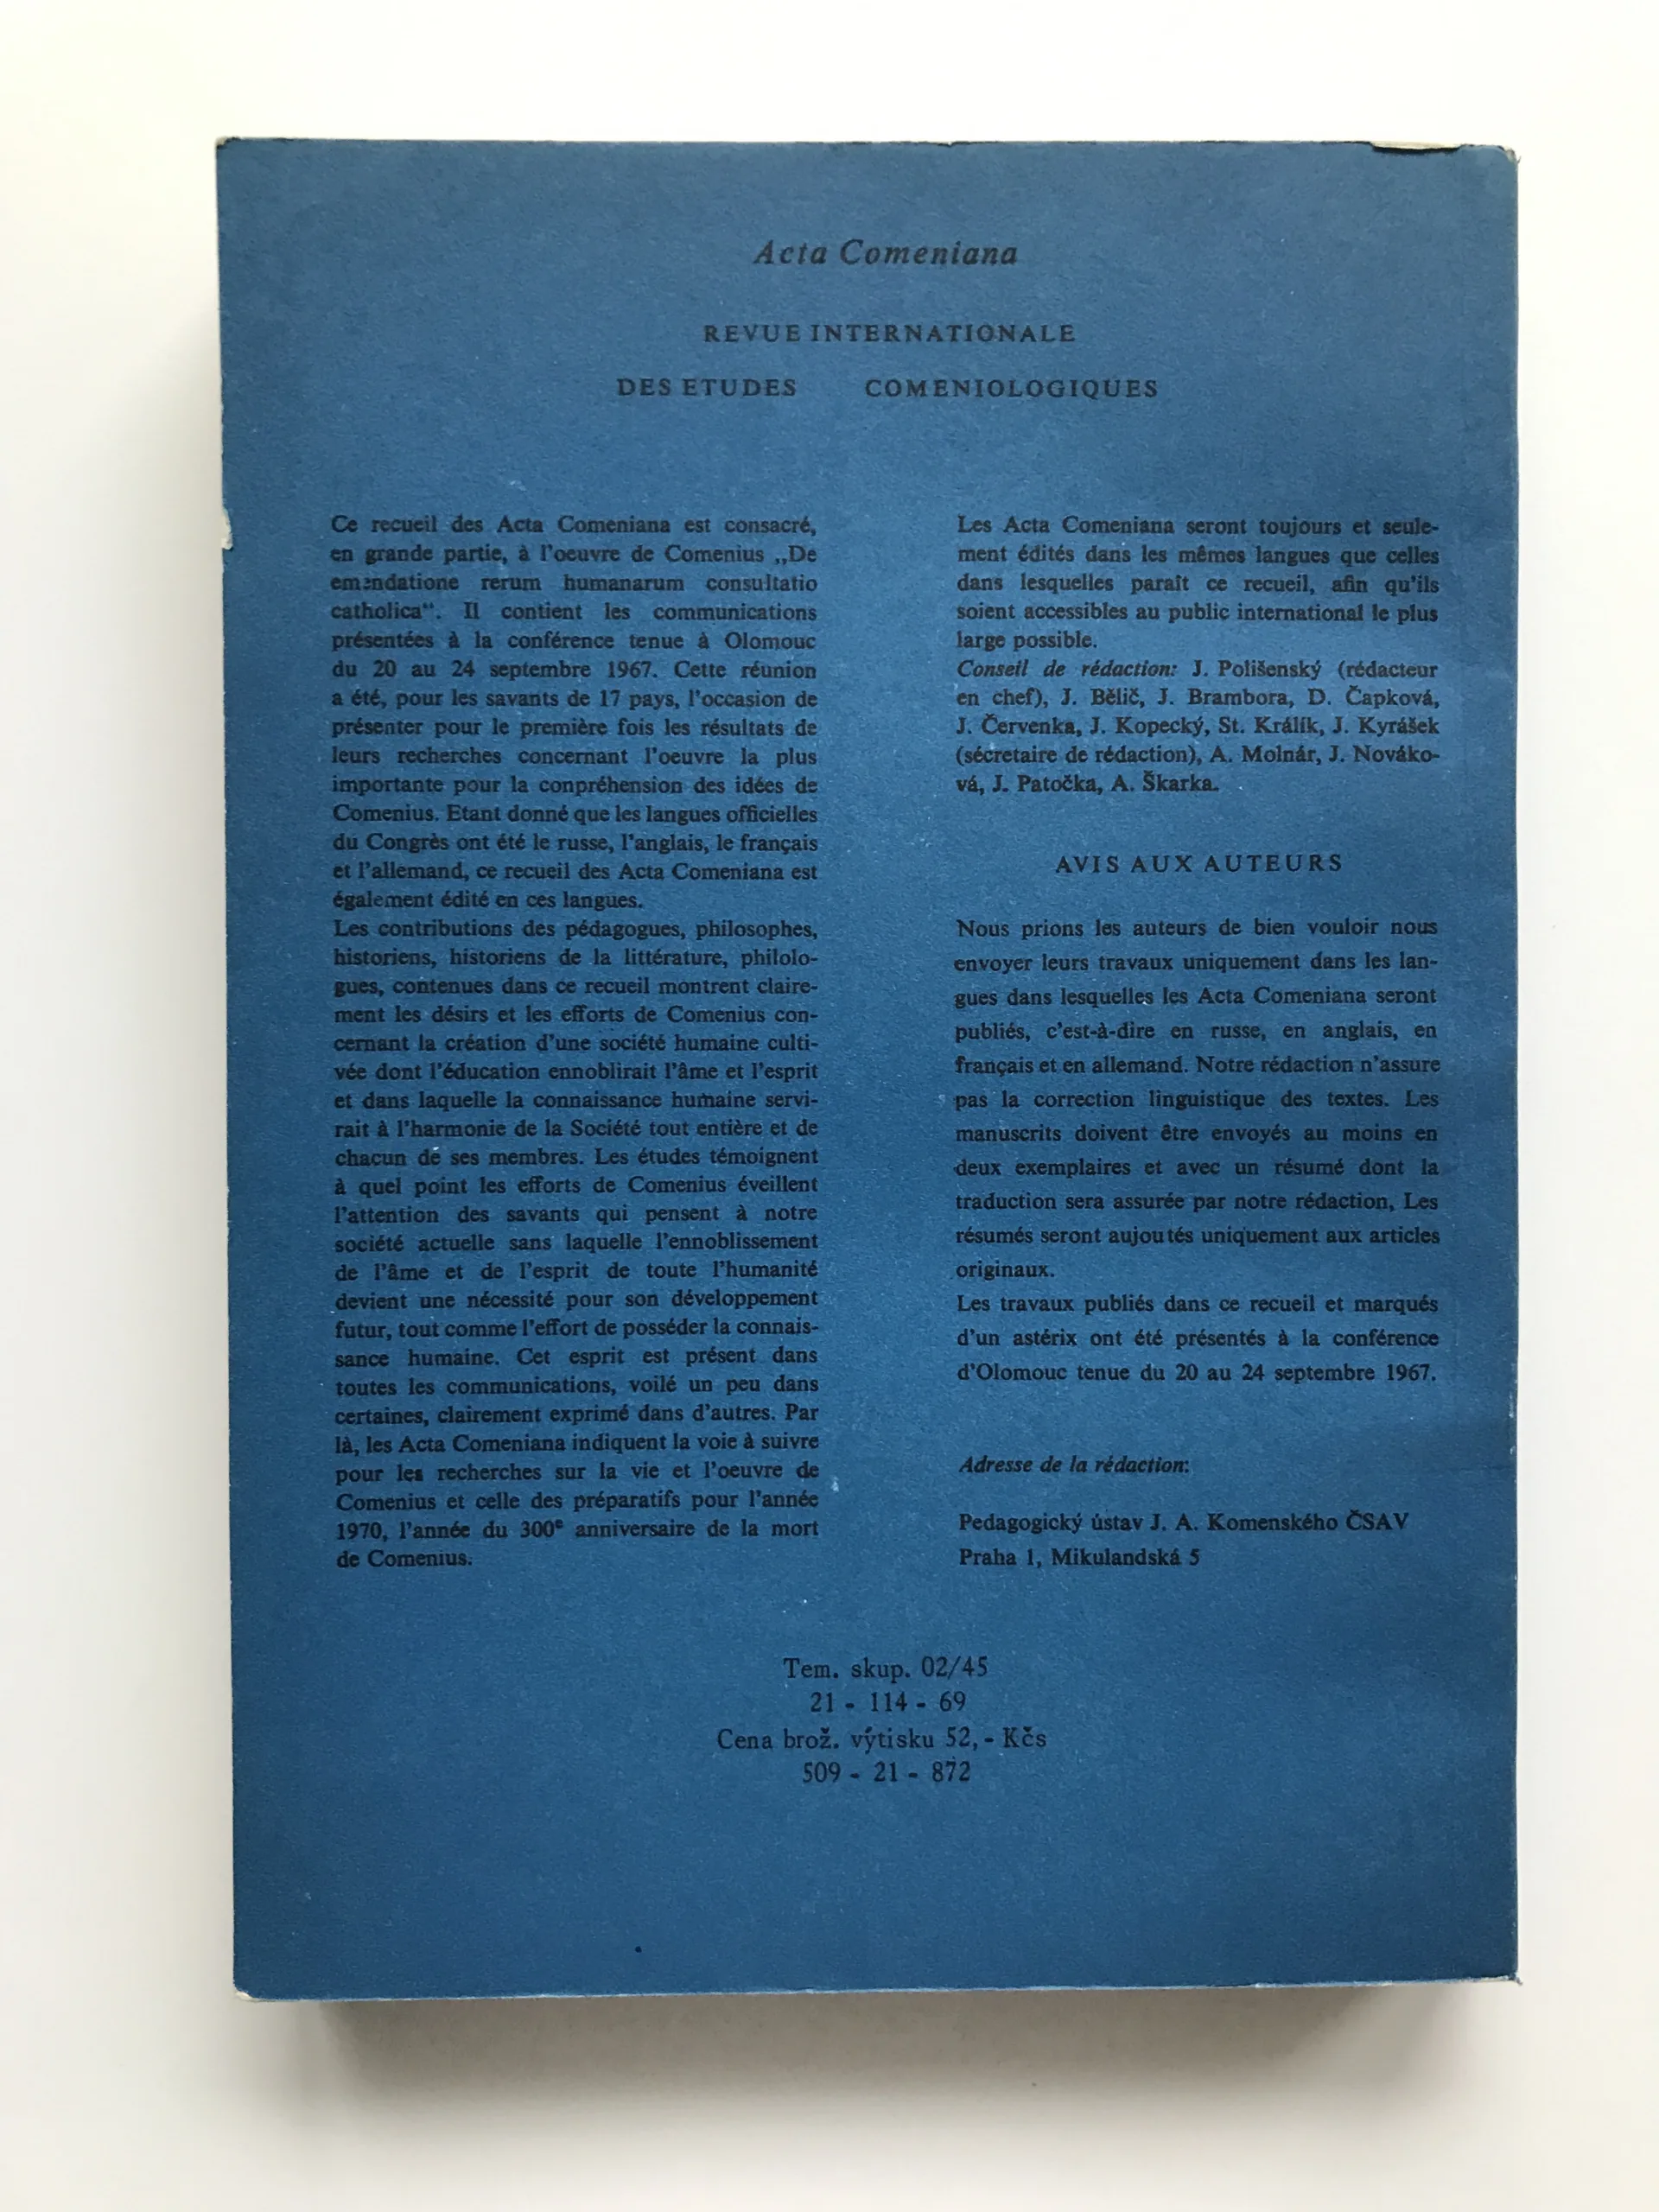 Acta Comeniana
REVUE INTERNATIONALE
DES ETUDES COMENIOLOGIQUES
Ce recueil des Acta Comeniana est consacré,
en grande partie, à l'oeuvre de Comenius „De
emendatione rerum humanarum consultatio
catholica“. Il contient les communications
présentées à la conférence tenue à Olomouc
du 20 au 24 septembre 1967. Cette réunion
a été, pour les savants de 17 pays, l'occasion de
présenter pour le première fois les résultats de
leurs recherches concernant l'oeuvre la plus
importante pour la conpréhension des idées de
Comenius. Etant donné que les langues officielles
du Congrès ont été le russe, l'anglais, le français
et l'allemand, ce recueil des Acta Comeniana est
également édité en ces langues.
Les contributions des pédagogues, philosophes,
historiens, historiens de la littérature, philolo-
gues, contenues dans ce recueil montrent claire-
ment les désirs et les efforts de Comenius con-
cernant la création d'une société humaine culti-
vée dont l'éducation ennoblirait l'âme et l'esprit
et dans laquelle la connaissance humaine servi-
rait à l'harmonie de la Société tout entière et de
chacun de ses membres. Les études témoignent
à quel point les efforts de Comenius éveillent
l'attention des savants qui pensent à notre
société actuelle sans laquelle l'ennoblissement
de l'âme et de l'esprit de toute l'humanité
devient une nécessité pour son développement
futur, tout comme l'effort de posséder la connais-
sance humaine. Cet esprit est présent dans
toutes les communications, voilé un peu dans
certaines, clairement exprimé dans d'autres. Par
là, les Acta Comeniana indiquent la voie à suivre
pour les recherches sur la vie et l'oeuvre de
Comenius et celle des préparatifs pour l'année
1970, l'année du 300e anniversaire de la mort
de Comenius.
Les Acta Comeniana seront toujours et seule-
ment édités dans les mêmes langues que celles
dans lesquelles paraît ce recueil, afin qu'ils
soient accessibles au public international le plus
large possible.
Conseil de rédaction: J. Polišenský (rédacteur
en chef), J. Bělič, J. Brambora, D. Čapková,
J. Červenka, J. Kopecký, St. Králík, J. Kyrášek
(sécretaire de rédaction), A. Molnár, J. Nováko-
vá, J. Patočka, A. Škarka.
AVIS AUX AUTEURS
Nous prions les auteurs de bien vouloir nous
envoyer leurs travaux uniquement dans les lan-
gues dans lesquelles les Acta Comeniana seront
publiés, c'est-à-dire en russe, en anglais, en
français et en allemand. Notre rédaction n'assure
pas la correction linguistique des textes. Les
manuscrits doivent être envoyés au moins en
deux exemplaires et avec un résumé dont la
traduction sera assurée par notre rédaction, Les
résumés seront aujoutés uniquement aux articles
originaux.
Les travaux publiés dans ce recueil et marqués
d'un astérix ont été présentés à la conférence
d'Olomouc tenue du 20 au 24 septembre 1967.
Adresse de la rédaction:
Pedagogický ústav J. A. Komenského ČSAV
Praha 1, Mikulandská 5
Tem. skup. 02/45
21 - 114 - 69
Cena brož. výtisku 52,- Kčs
509 - 21 - 872